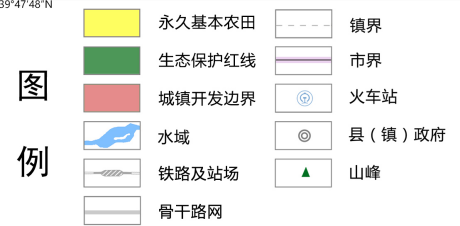 39°47'48"N
图例
永久基本农田
生态保护红线
城镇开发边界
水域
铁路及站场
骨干路网
镇界
市界
火车站
县（镇）政府
山峰